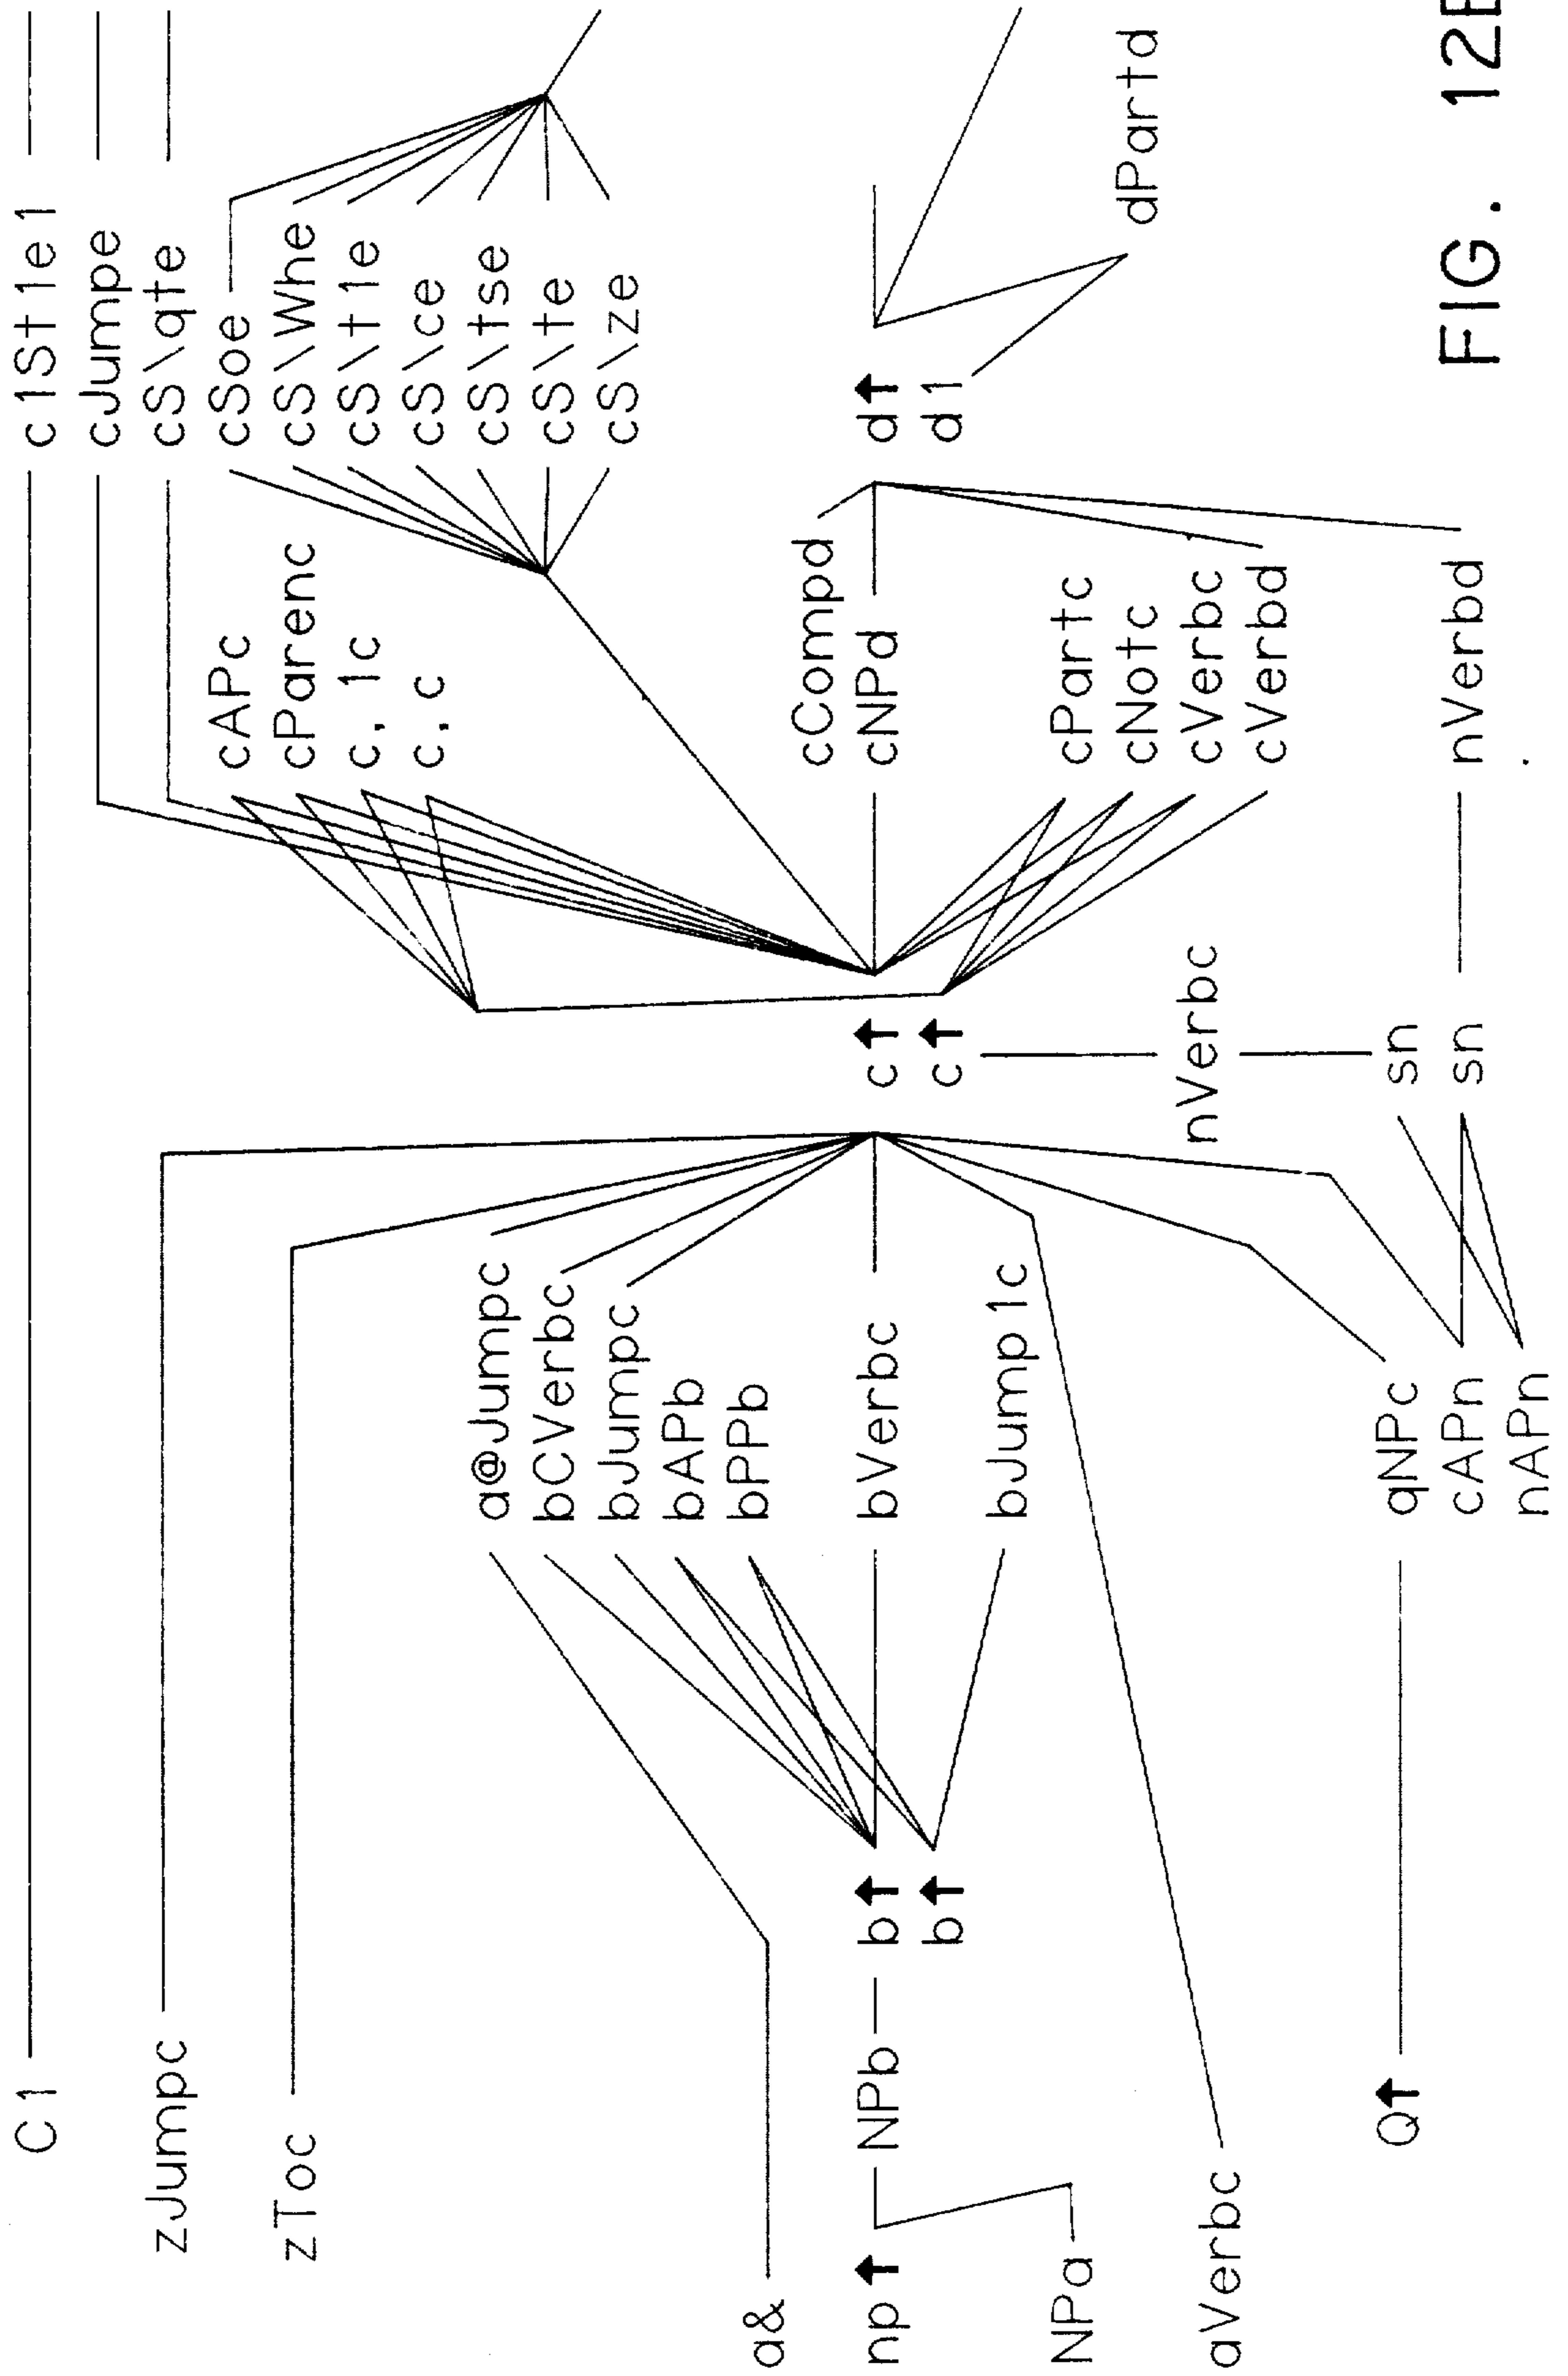 C1 c1St1e1
cJumpe
zJumpc cS\qte
cAPc cSoe
zToc cParenc cS\Whe
c,1c cS\t1e
c,c cS\ce
a@Jumpc cS\tse
bCVerbc cS\te
bJumpc cS\ze
bAPb
a& bPPb
cCompd
np↑ NPb b↑ bVerbc c↑ cNPd d↑
b↑ c↑ d1
bJump1c
NPa cPartc
cNotc dPartd
aVerbc nVerbc cVerbc
cVerbd
Q↑ qNPc sn
cAPn sn nVerbd
nAPn
FIG. 12B